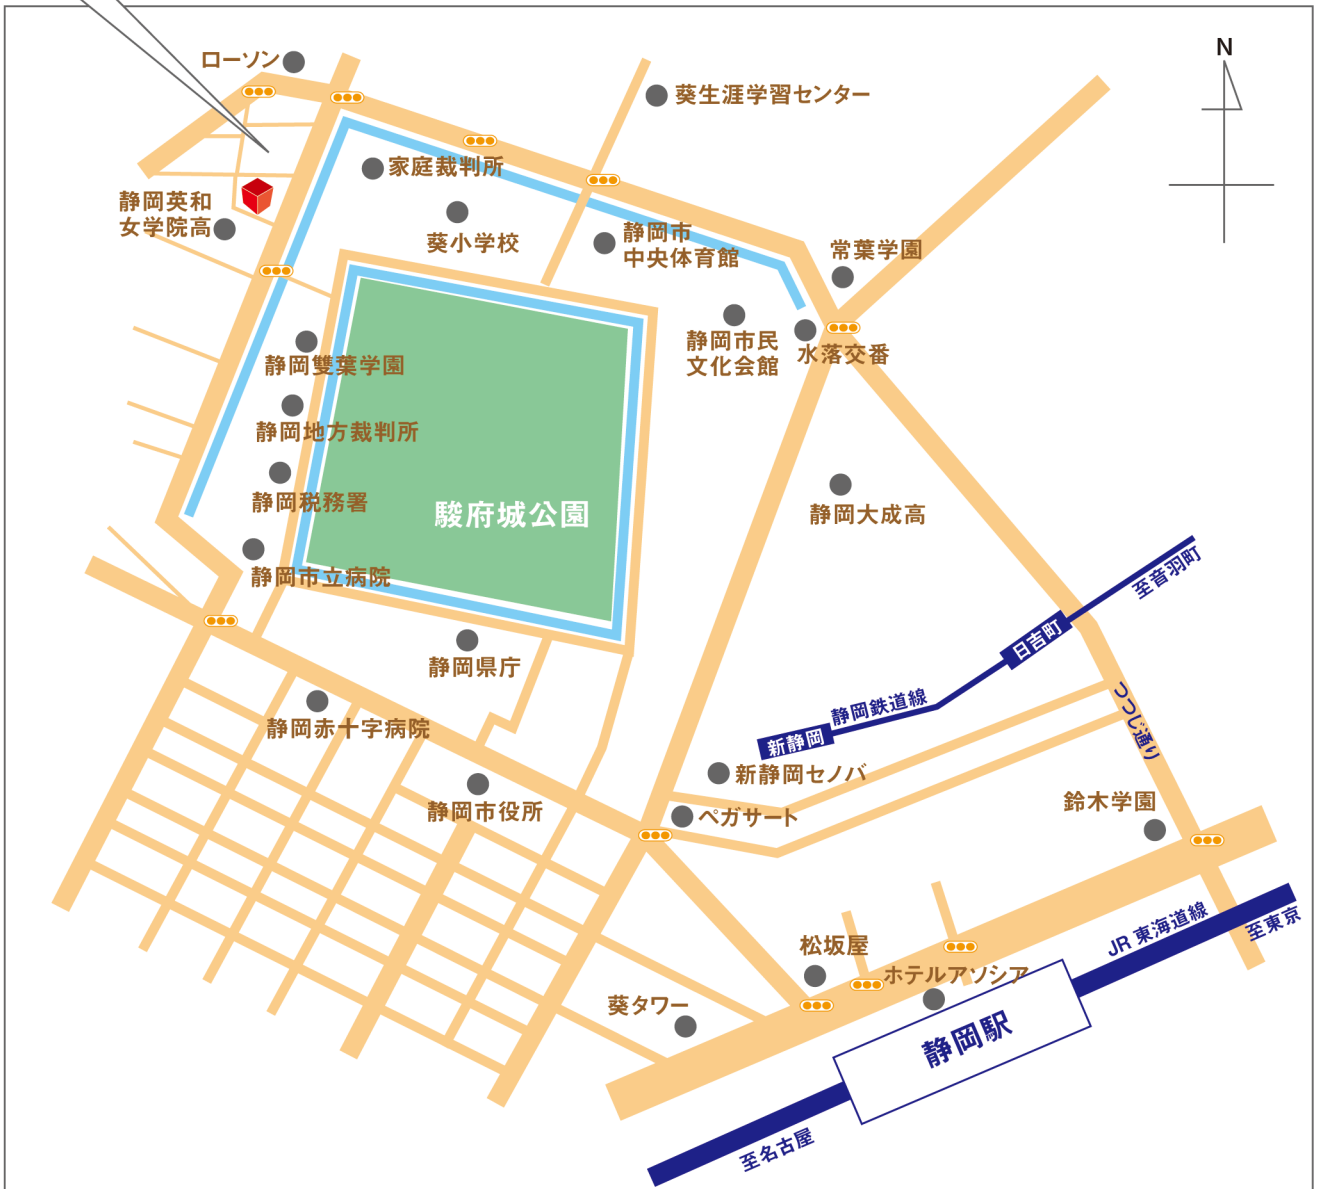 ローソン
N
葵生涯学習センター
家庭裁判所
静岡英和
女学院高
葵小学校
静岡市
中央体育館
常葉学園
静岡市民
文化会館
水落交番
静岡雙葉学園
静岡地方裁判所
静岡税務署
駿府城公園
静岡大成高
静岡市立病院
至音羽町
日吉町
静岡県庁
静岡鉄道線
新静岡
つつじ通り
静岡赤十字病院
新静岡セノバ
静岡市役所
ペガサート
鈴木学園
JR 東海道線
至東京
松坂屋
ホテルアソシア
葵タワー
静岡駅
至名古屋